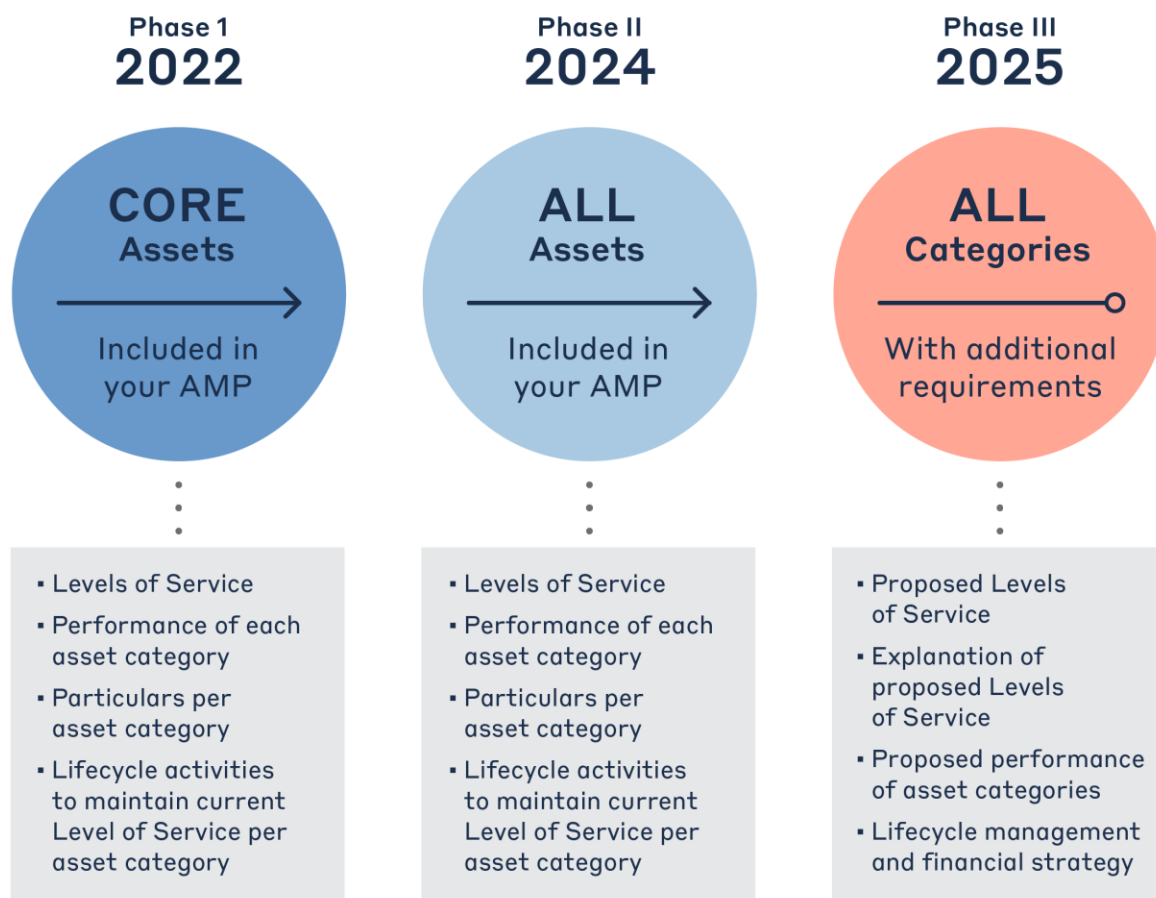 Phase 1
2022
CORE
Assets
Included in
your AMP
▪ Levels of Service
▪ Performance of each
asset category
▪ Particulars per
asset category
▪ Lifecycle activities
to maintain current
Level of Service per
asset category
Phase II
2024
ALL
Assets
Included in
your AMP
▪ Levels of Service
▪ Performance of each
asset category
▪ Particulars per
asset category
▪ Lifecycle activities
to maintain current
Level of Service per
asset category
Phase III
2025
ALL
Categories
With additional
requirements
▪ Proposed Levels
of Service
▪ Explanation of
proposed Levels
of Service
▪ Proposed performance
of asset categories
▪ Lifecycle management
and financial strategy